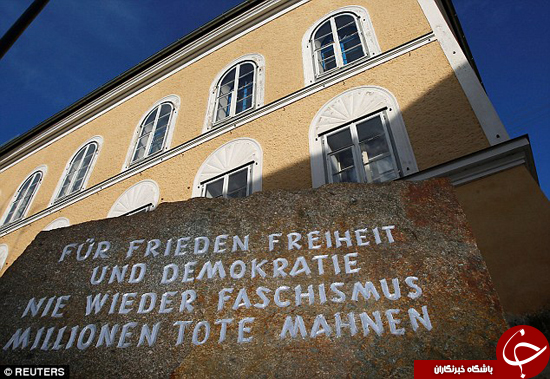 FÜR FRIEDEN FREIHEIT
UND DEMOKRATIE
NIE WIEDER FASCHISMUS
MILLIONEN TOTE MAHNEN
© REUTERS
باشگاه خبرنگاران